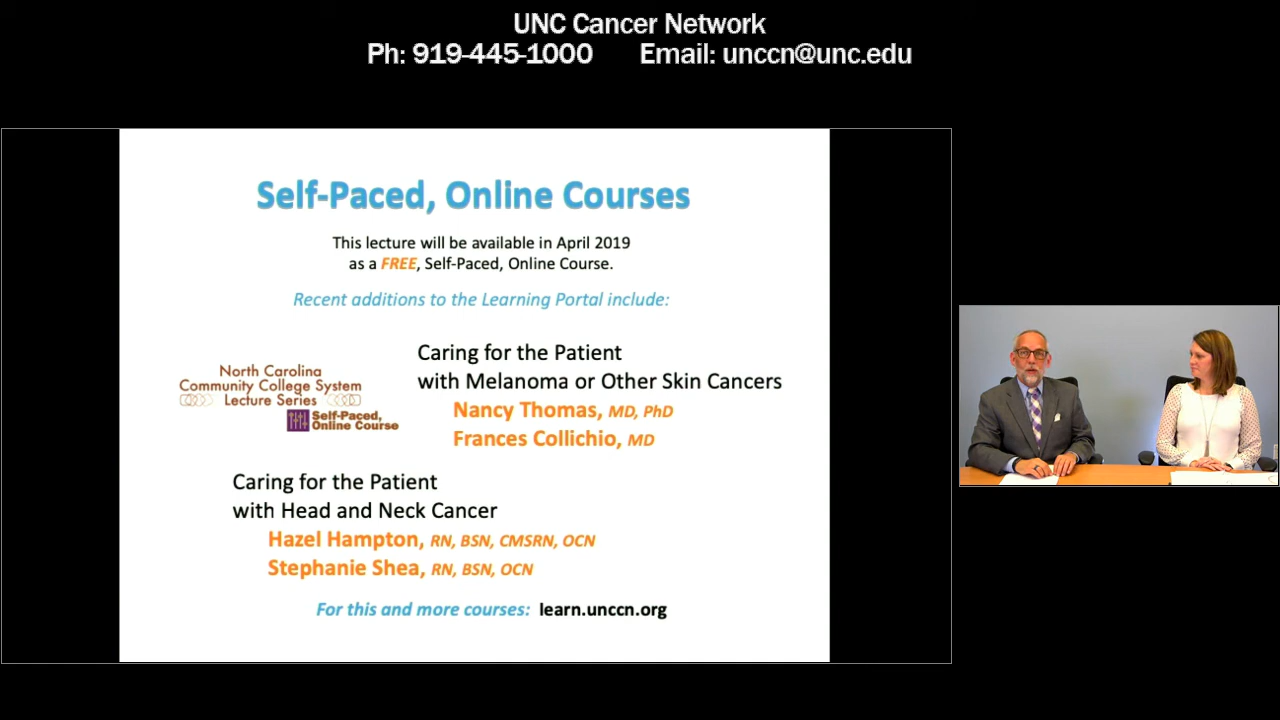 UNC Cancer Network
Ph: 919-445-1000 Email: unccn@unc.edu
Self-Paced, Online Courses
This lecture will be available in April 2019
as a FREE, Self-Paced, Online Course.
Recent additions to the Learning Portal include:
North Carolina
Community College System
Lecture Series
Self-Paced,
Online Course
Caring for the Patient
with Melanoma or Other Skin Cancers
Nancy Thomas, MD, PhD
Frances Collichio, MD
Caring for the Patient
with Head and Neck Cancer
Hazel Hampton, RN, BSN, CMSRN, OCN
Stephanie Shea, RN, BSN, OCN
For this and more courses: learn.unccn.org